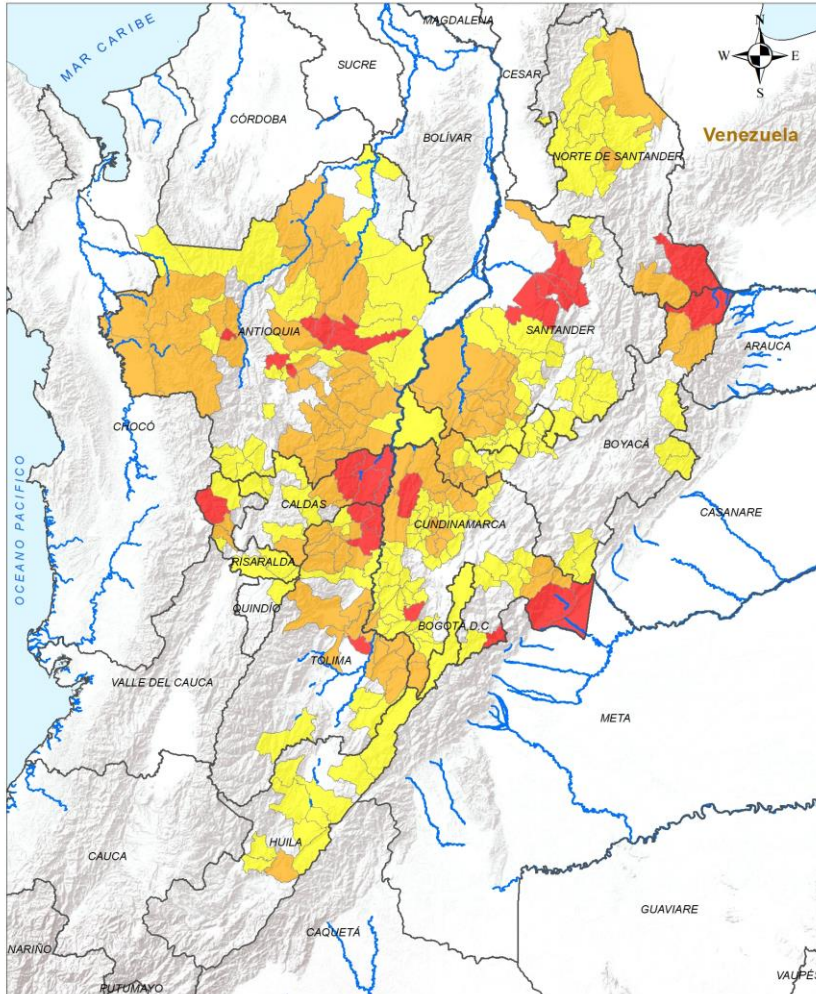 MAGDALENA
MAR CARIBE
N
W E
S
SUCRE
CESAR
CÓRDOBA
BOLÍVAR
Venezuela
NORTE DE SANTANDER
ANTIOQUIA
SANTANDER
ARAUCA
CHOCÓ
BOYACÁ
OCEANO PACIFICO
CALDAS
CASANARE
CUNDINAMARCA
RISARALDA
QUINDÍO
BOGOTÁ, D.C
TOLIMA
VALLE DEL CAUCA
META
HUILA
CAUCA
GUAVIARE
CAQUETÁ
NARIÑO
PUTUMAYO
VAUPÉS